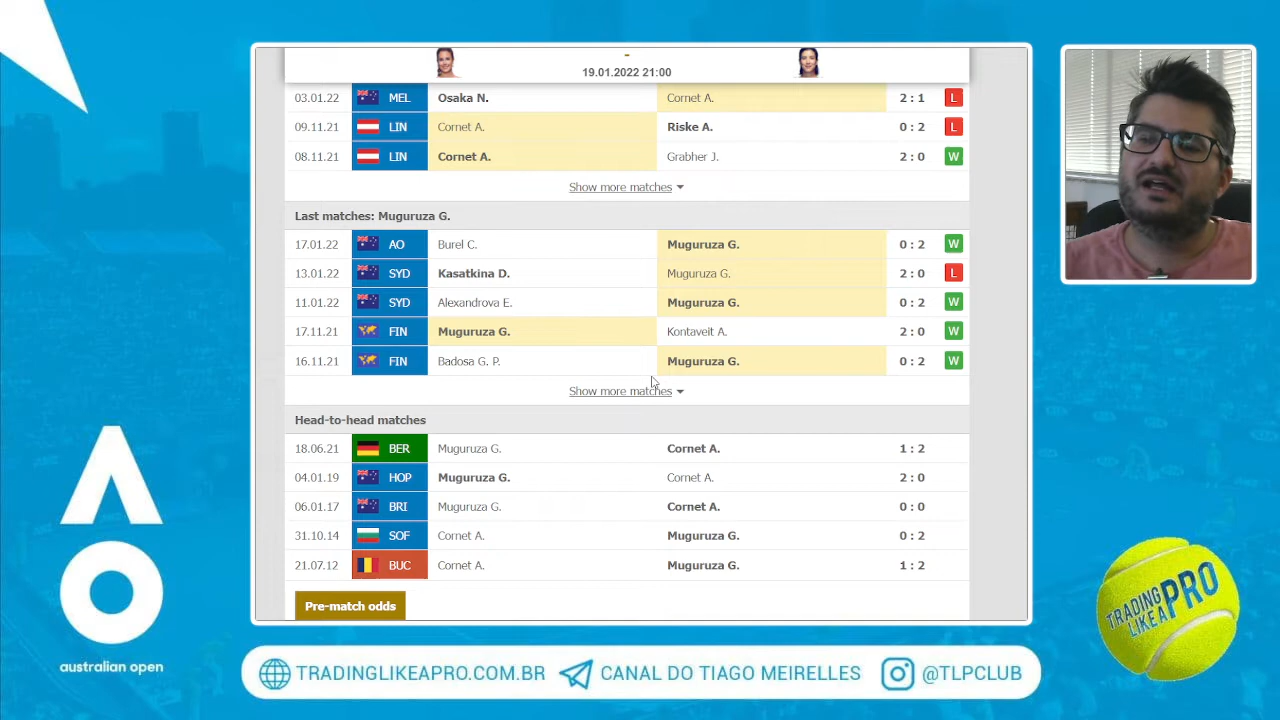 19.01.2022 21:00
03.01.22 MEL Osaka N. Cornet A. 2 : 1 L
09.11.21 LIN Cornet A. Riske A. 0 : 2 L
08.11.21 LIN Cornet A. Grabher J. 2 : 0 W
Show more matches
Last matches: Muguruza G.
17.01.22 AO Burel C. Muguruza G. 0 : 2 W
13.01.22 SYD Kasatkina D. Muguruza G. 2 : 0 L
11.01.22 SYD Alexandrova E. Muguruza G. 0 : 2 W
17.11.21 FIN Muguruza G. Kontaveit A. 2 : 0 W
16.11.21 FIN Badosa G. P. Muguruza G. 0 : 2 W
Show more matches
Head-to-head matches
18.06.21 BER Muguruza G. Cornet A. 1 : 2
04.01.19 HOP Muguruza G. Cornet A. 2 : 0
06.01.17 BRI Muguruza G. Cornet A. 0 : 0
31.10.14 SOF Cornet A. Muguruza G. 0 : 2
21.07.12 BUC Cornet A. Muguruza G. 1 : 2
Pre-match odds
AO
australian open
TRADING
LIKE A PRO
TRADINGLIKEAPRO.COM.BR CANAL DO TIAGO MEIRELLES @TLPCLUB